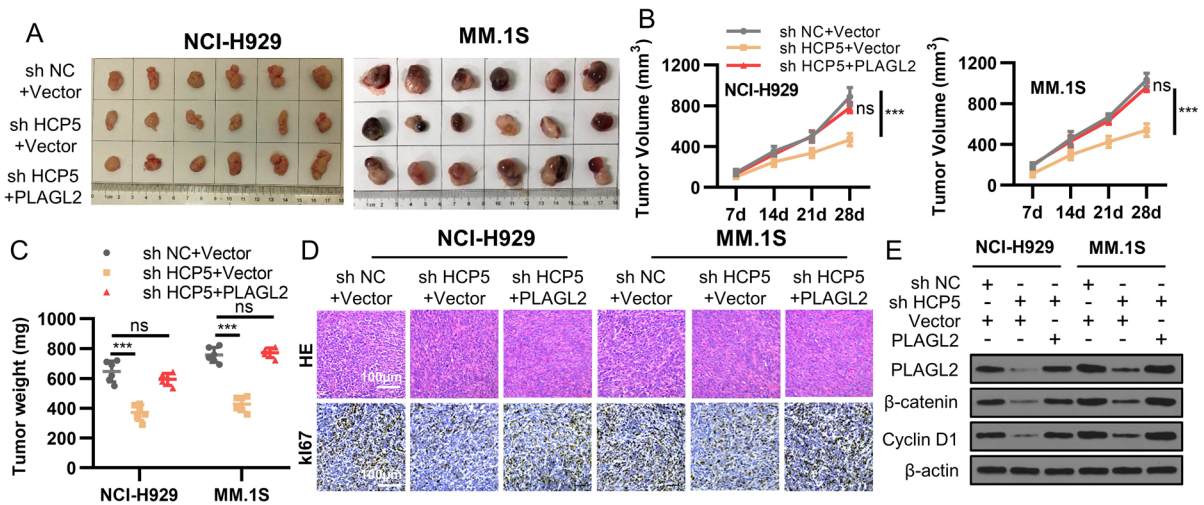 A
NCI-H929
MM.1S
sh NC
+Vector
sh HCP5
+Vector
sh HCP5
+PLAGL2
B
sh NC+Vector
sh HCP5+Vector
sh HCP5+PLAGL2
Tumor Volume (mm³)
1200
800
400
0
NCI-H929
ns
***
7d 14d 21d 28d
Tumor Volume (mm³)
1200
800
400
0
MM.1S
ns
***
7d 14d 21d 28d
C
sh NC+Vector
sh HCP5+Vector
sh HCP5+PLAGL2
Tumor weight (mg)
1000
800
600
400
200
0
ns
***
ns
***
NCI-H929 MM.1S
D
NCI-H929 MM.1S
sh NC sh HCP5 sh HCP5 sh NC sh HCP5 sh HCP5
+Vector +Vector +PLAGL2 +Vector +Vector +PLAGL2
HE
100μm
kI67
100μm
E
NCI-H929 MM.1S
sh NC + - - + - -
sh HCP5 - + + - + +
Vector + + - + + -
PLAGL2 - - + - - +
PLAGL2
β-catenin
Cyclin D1
β-actin